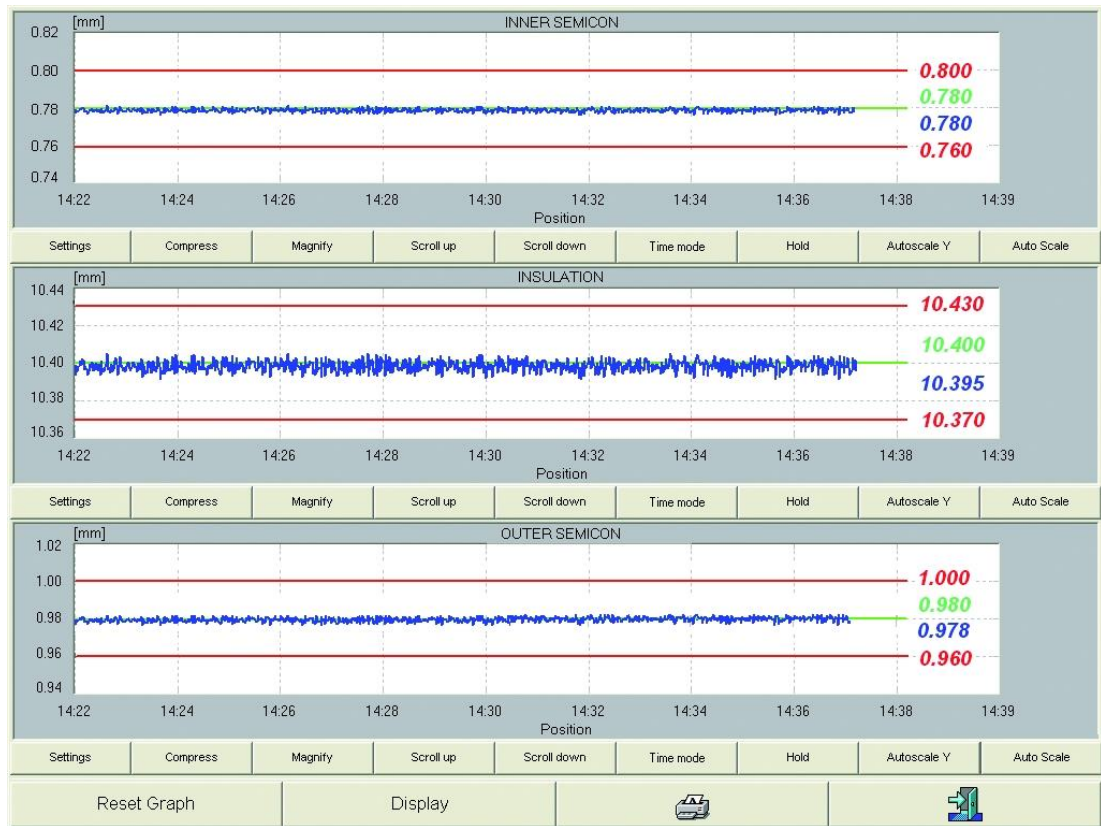 [mm] INNER SEMICON
0.82
0.80 0.800
0.780
0.78
0.780
0.76 0.760
0.74
14:22 14:24 14:26 14:28 14:30 14:32 14:34 14:36 14:38 14:39
Position
Settings Compress Magnify Scroll up Scroll down Time mode Hold Autoscale Y Auto Scale
[mm] INSULATION
10.44
10.430
10.42
10.400
10.40
10.395
10.38
10.370
10.36
14:22 14:24 14:26 14:28 14:30 14:32 14:34 14:36 14:38 14:39
Position
Settings Compress Magnify Scroll up Scroll down Time mode Hold Autoscale Y Auto Scale
[mm] OUTER SEMICON
1.02
1.00 1.000
0.980
0.98
0.978
0.96 0.960
0.94
14:22 14:24 14:26 14:28 14:30 14:32 14:34 14:36 14:38 14:39
Position
Settings Compress Magnify Scroll up Scroll down Time mode Hold Autoscale Y Auto Scale
Reset Graph Display